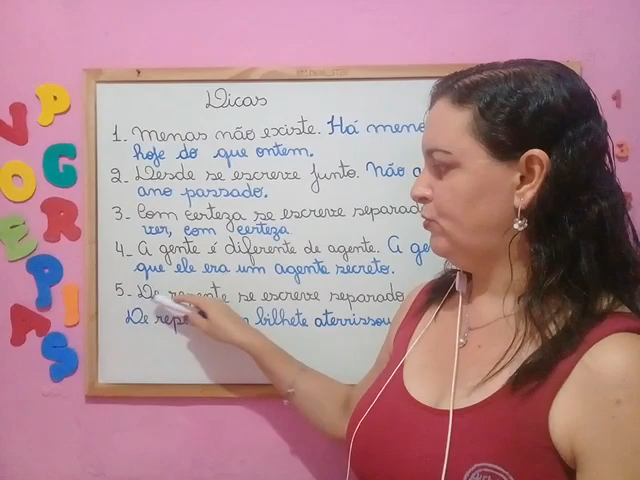 Dicas
1- Menas não existe. Há
hoje do que ontem.
2- Desde se escreve junto. Não
ano passado.
3- Com certeza se escreve
ver, com certeza.
4- A gente é diferente de agente. A
que ele era um agente secreto.
5- De repente se escreve separado
De bilhete aterrissou
V
P
O
G
E
R
P
I
A
S